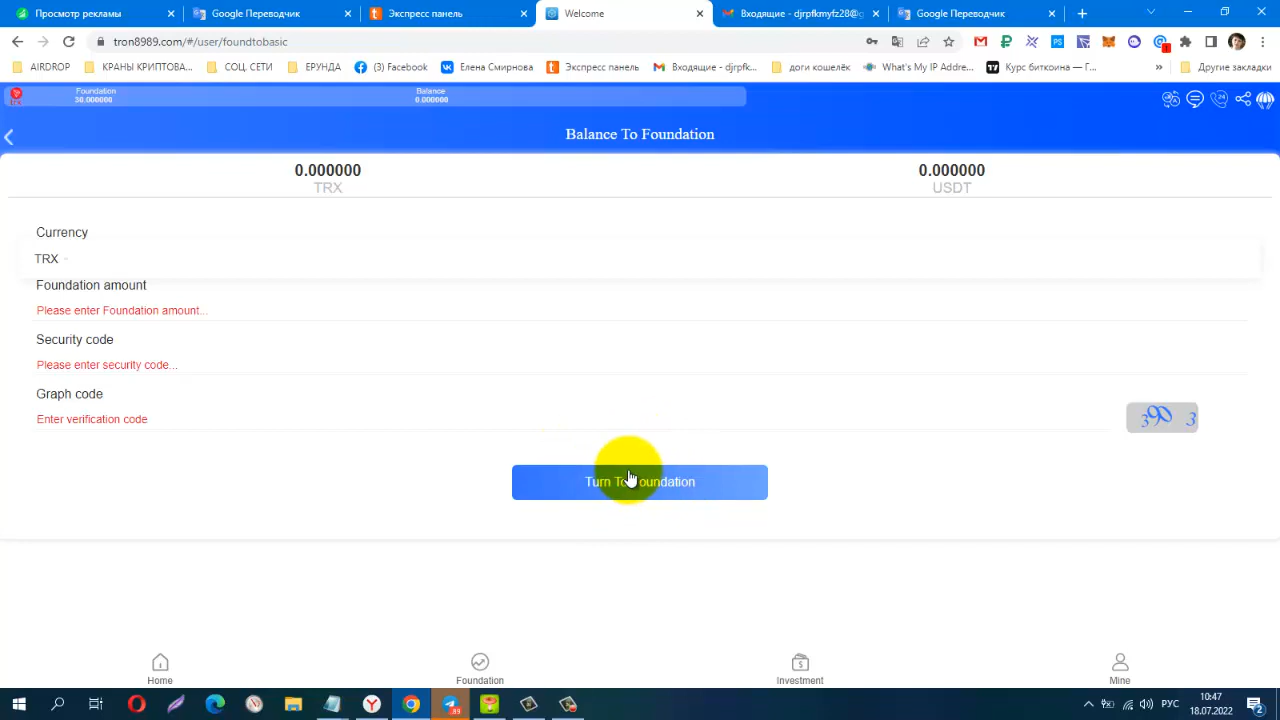 Просмотр рекламы
Google Переводчик
Экспресс панель
Welcome
Входящие - djrpfkmyfz28@g
Google Переводчик
tron8989.com/#/user/foundtobasic
AIRDROP
КРАНЫ КРИПТОВА...
СОЦ. СЕТИ
ЕРУНДА
(3) Facebook
Елена Смирнова
Экспресс панель
Входящие - djrpfk...
доги кошелёк
What's My IP Addre...
Курс биткоина — Г...
»
Другие закладки
Foundation
30.000000
Balance
0.000000
Balance To Foundation
0.000000
TRX
0.000000
USDT
Currency
TRX
Foundation amount
Please enter Foundation amount...
Security code
Please enter security code...
Graph code
Enter verification code
390 3
Turn To Foundation
Home
Foundation
Investment
Mine
РУС
10:47
18.07.2022